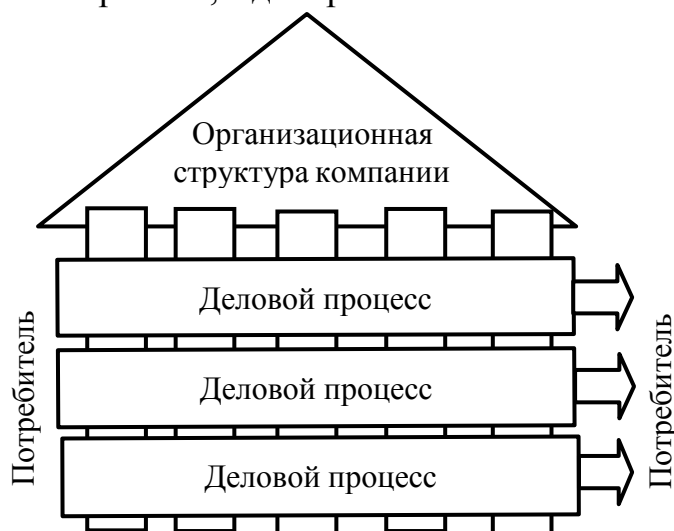 Организационная
структура компании
Деловой процесс
Деловой процесс
Деловой процесс
Потребитель
Потребитель